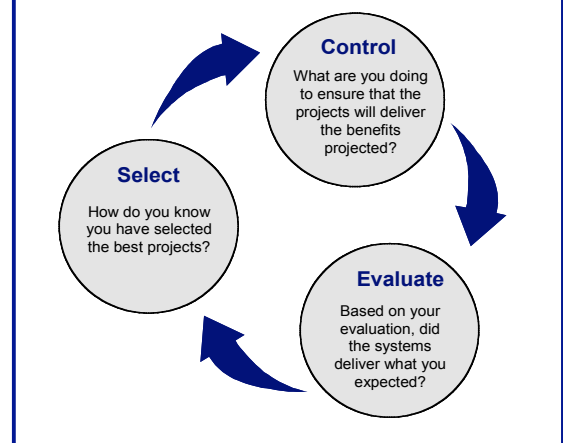 Control
What are you doing
to ensure that the
projects will deliver
the benefits
projected?
Select
How do you know
you have selected
the best projects?
Evaluate
Based on your
evaluation, did
the systems
deliver what you
expected?